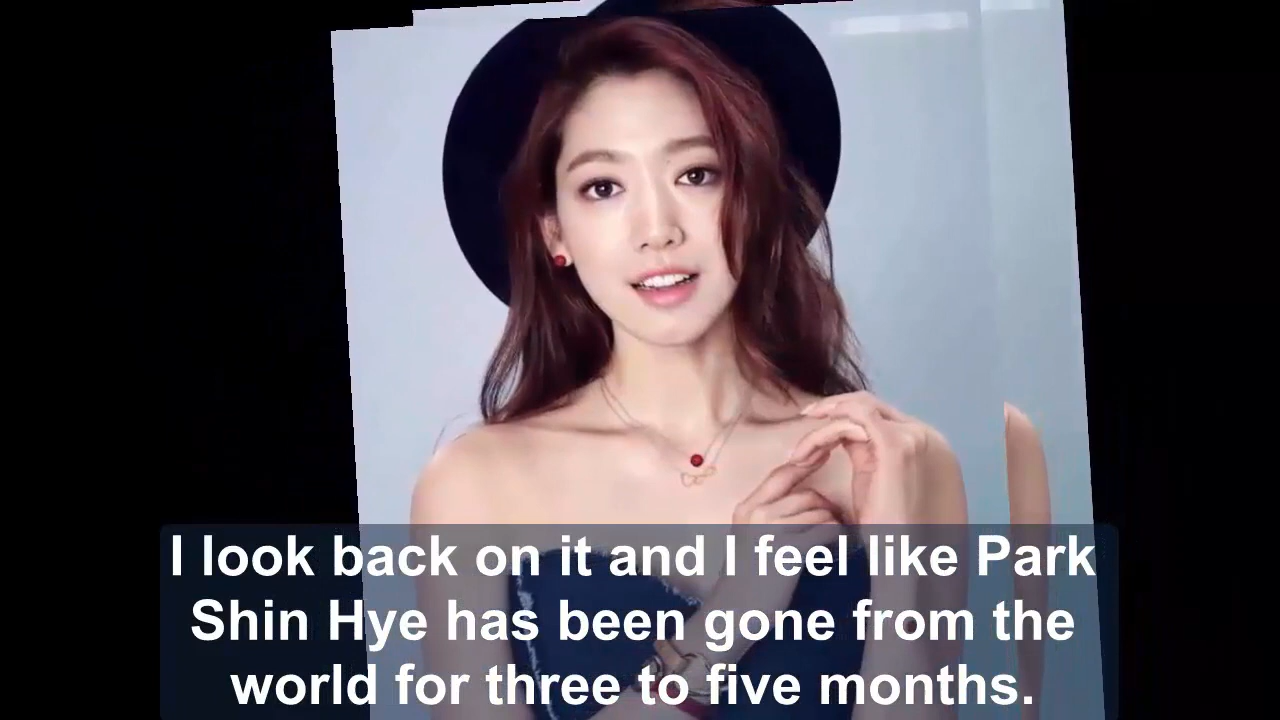 I look back on it and I feel like Park
Shin Hye has been gone from the
world for three to five months.